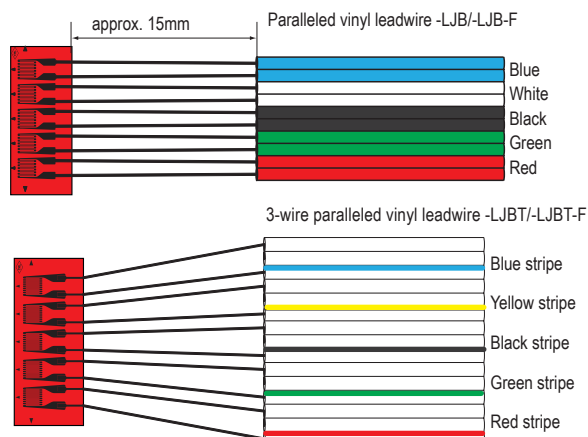 approx. 15mm
Paralleled vinyl leadwire -LJB/-LJB-F
Blue
White
Black
Green
Red
3-wire paralleled vinyl leadwire -LJBT/-LJBT-F
Blue stripe
Yellow stripe
Black stripe
Green stripe
Red stripe